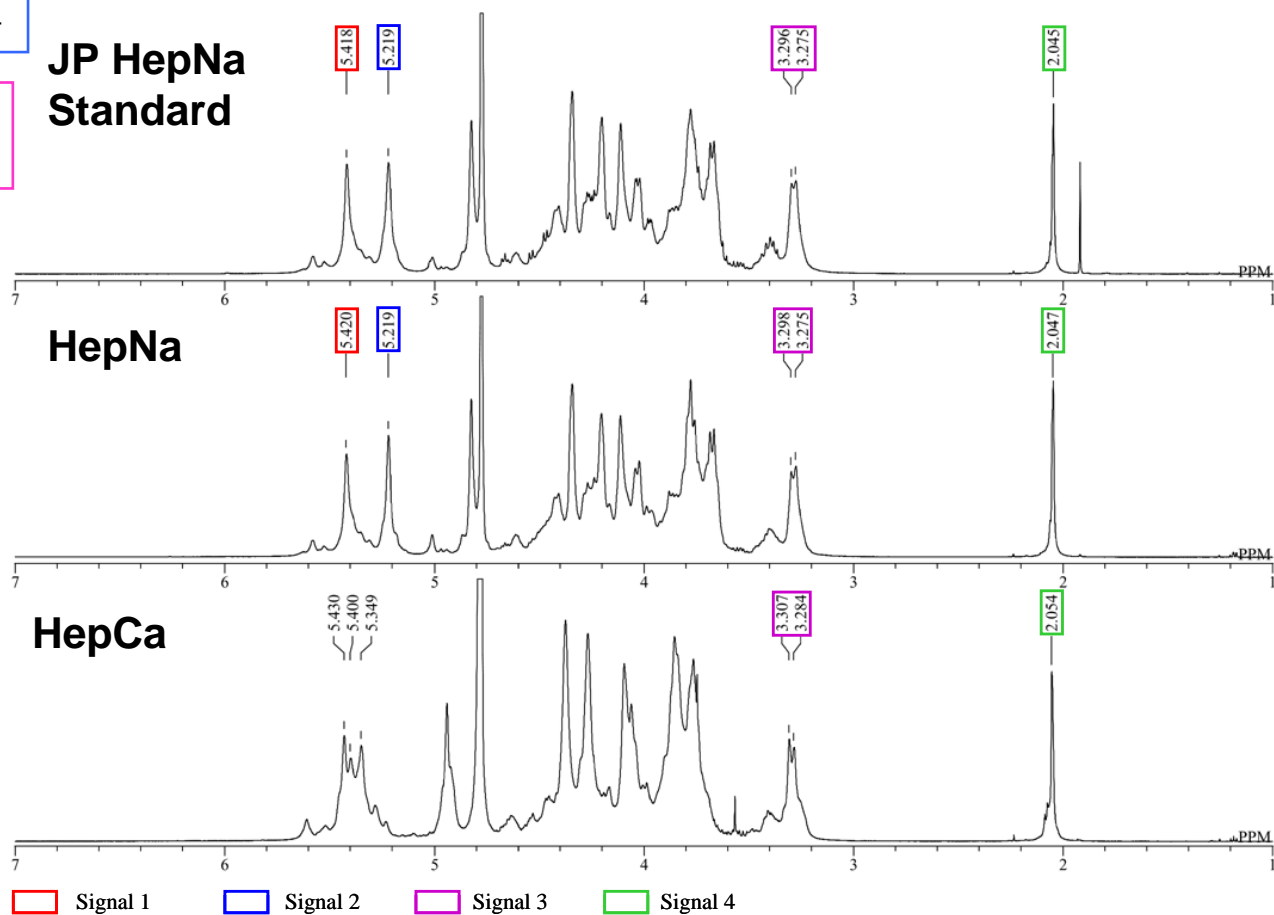 JP HepNa
Standard
5.418
5.219
3.296
3.275
2.045
PPM
7 6 5 4 3 2 1
HepNa
5.420
5.219
3.298
3.275
2.047
PPM
7 6 5 4 3 2 1
HepCa
5.430
5.400
5.349
3.307
3.284
2.054
PPM
7 6 5 4 3 2 1
Signal 1 Signal 2 Signal 3 Signal 4